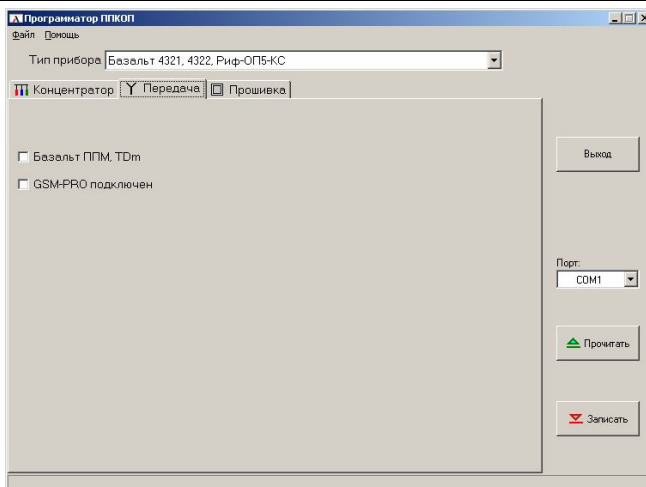 Программатор ППКОП
Файл Помощь
Тип прибора Базальт 4321, 4322, Риф-ОП5-КС
Концентратор Передача Прошивка
Базальт ППМ, TDm
GSM-PRO подключен
Выход
Порт:
COM1
Прочитать
Записать